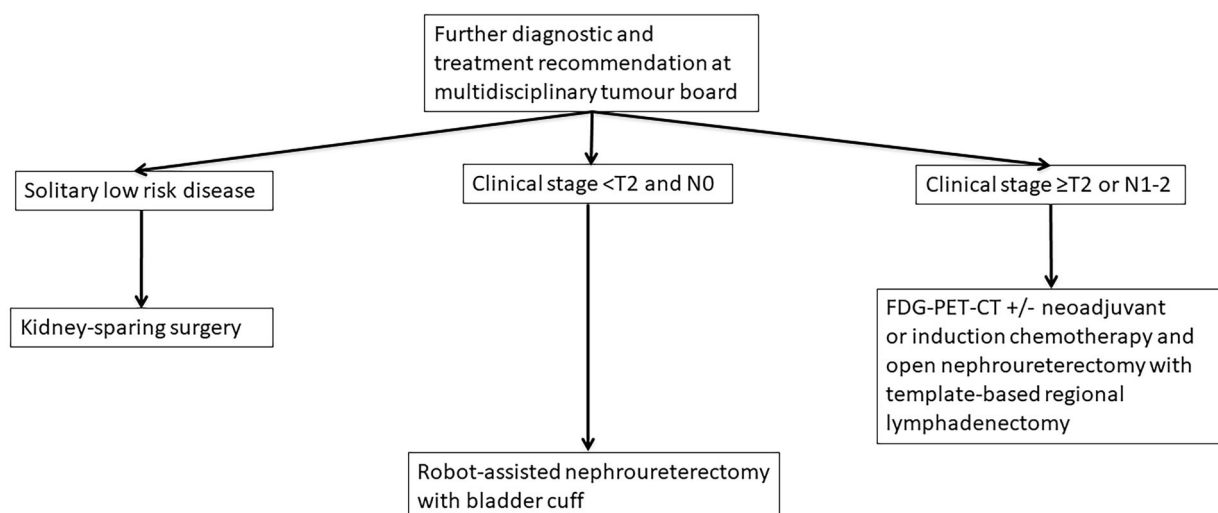 Further diagnostic and
treatment recommendation at
multidisciplinary tumour board
Solitary low risk disease
Clinical stage <T2 and N0
Clinical stage ≥T2 or N1-2
Kidney-sparing surgery
FDG-PET-CT +/- neoadjuvant
or induction chemotherapy and
open nephroureterectomy with
template-based regional
lymphadenectomy
Robot-assisted nephroureterectomy
with bladder cuff